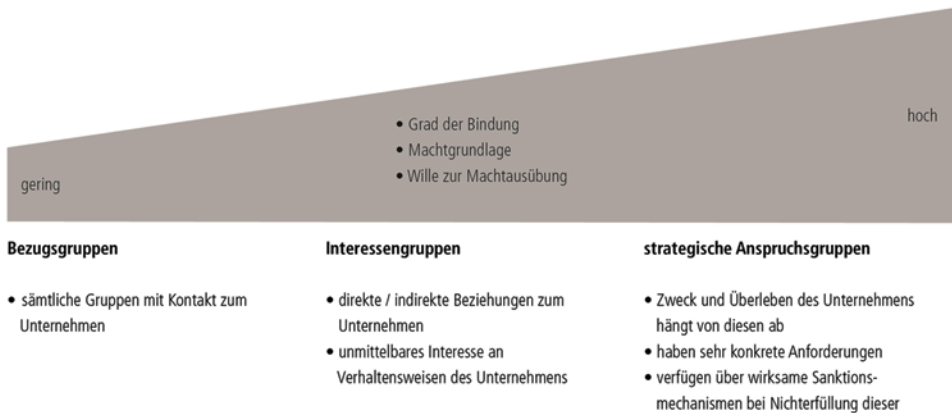 • Grad der Bindung
• Machtgrundlage
• Wille zur Machtausübung
hoch
gering
Bezugsgruppen
• sämtliche Gruppen mit Kontakt zum
Unternehmen
Interessengruppen
• direkte / indirekte Beziehungen zum
Unternehmen
• unmittelbares Interesse an
Verhaltensweisen des Unternehmens
strategische Anspruchsgruppen
• Zweck und Überleben des Unternehmens
hängt von diesen ab
• haben sehr konkrete Anforderungen
• verfügen über wirksame Sanktions-
mechanismen bei Nichterfüllung dieser